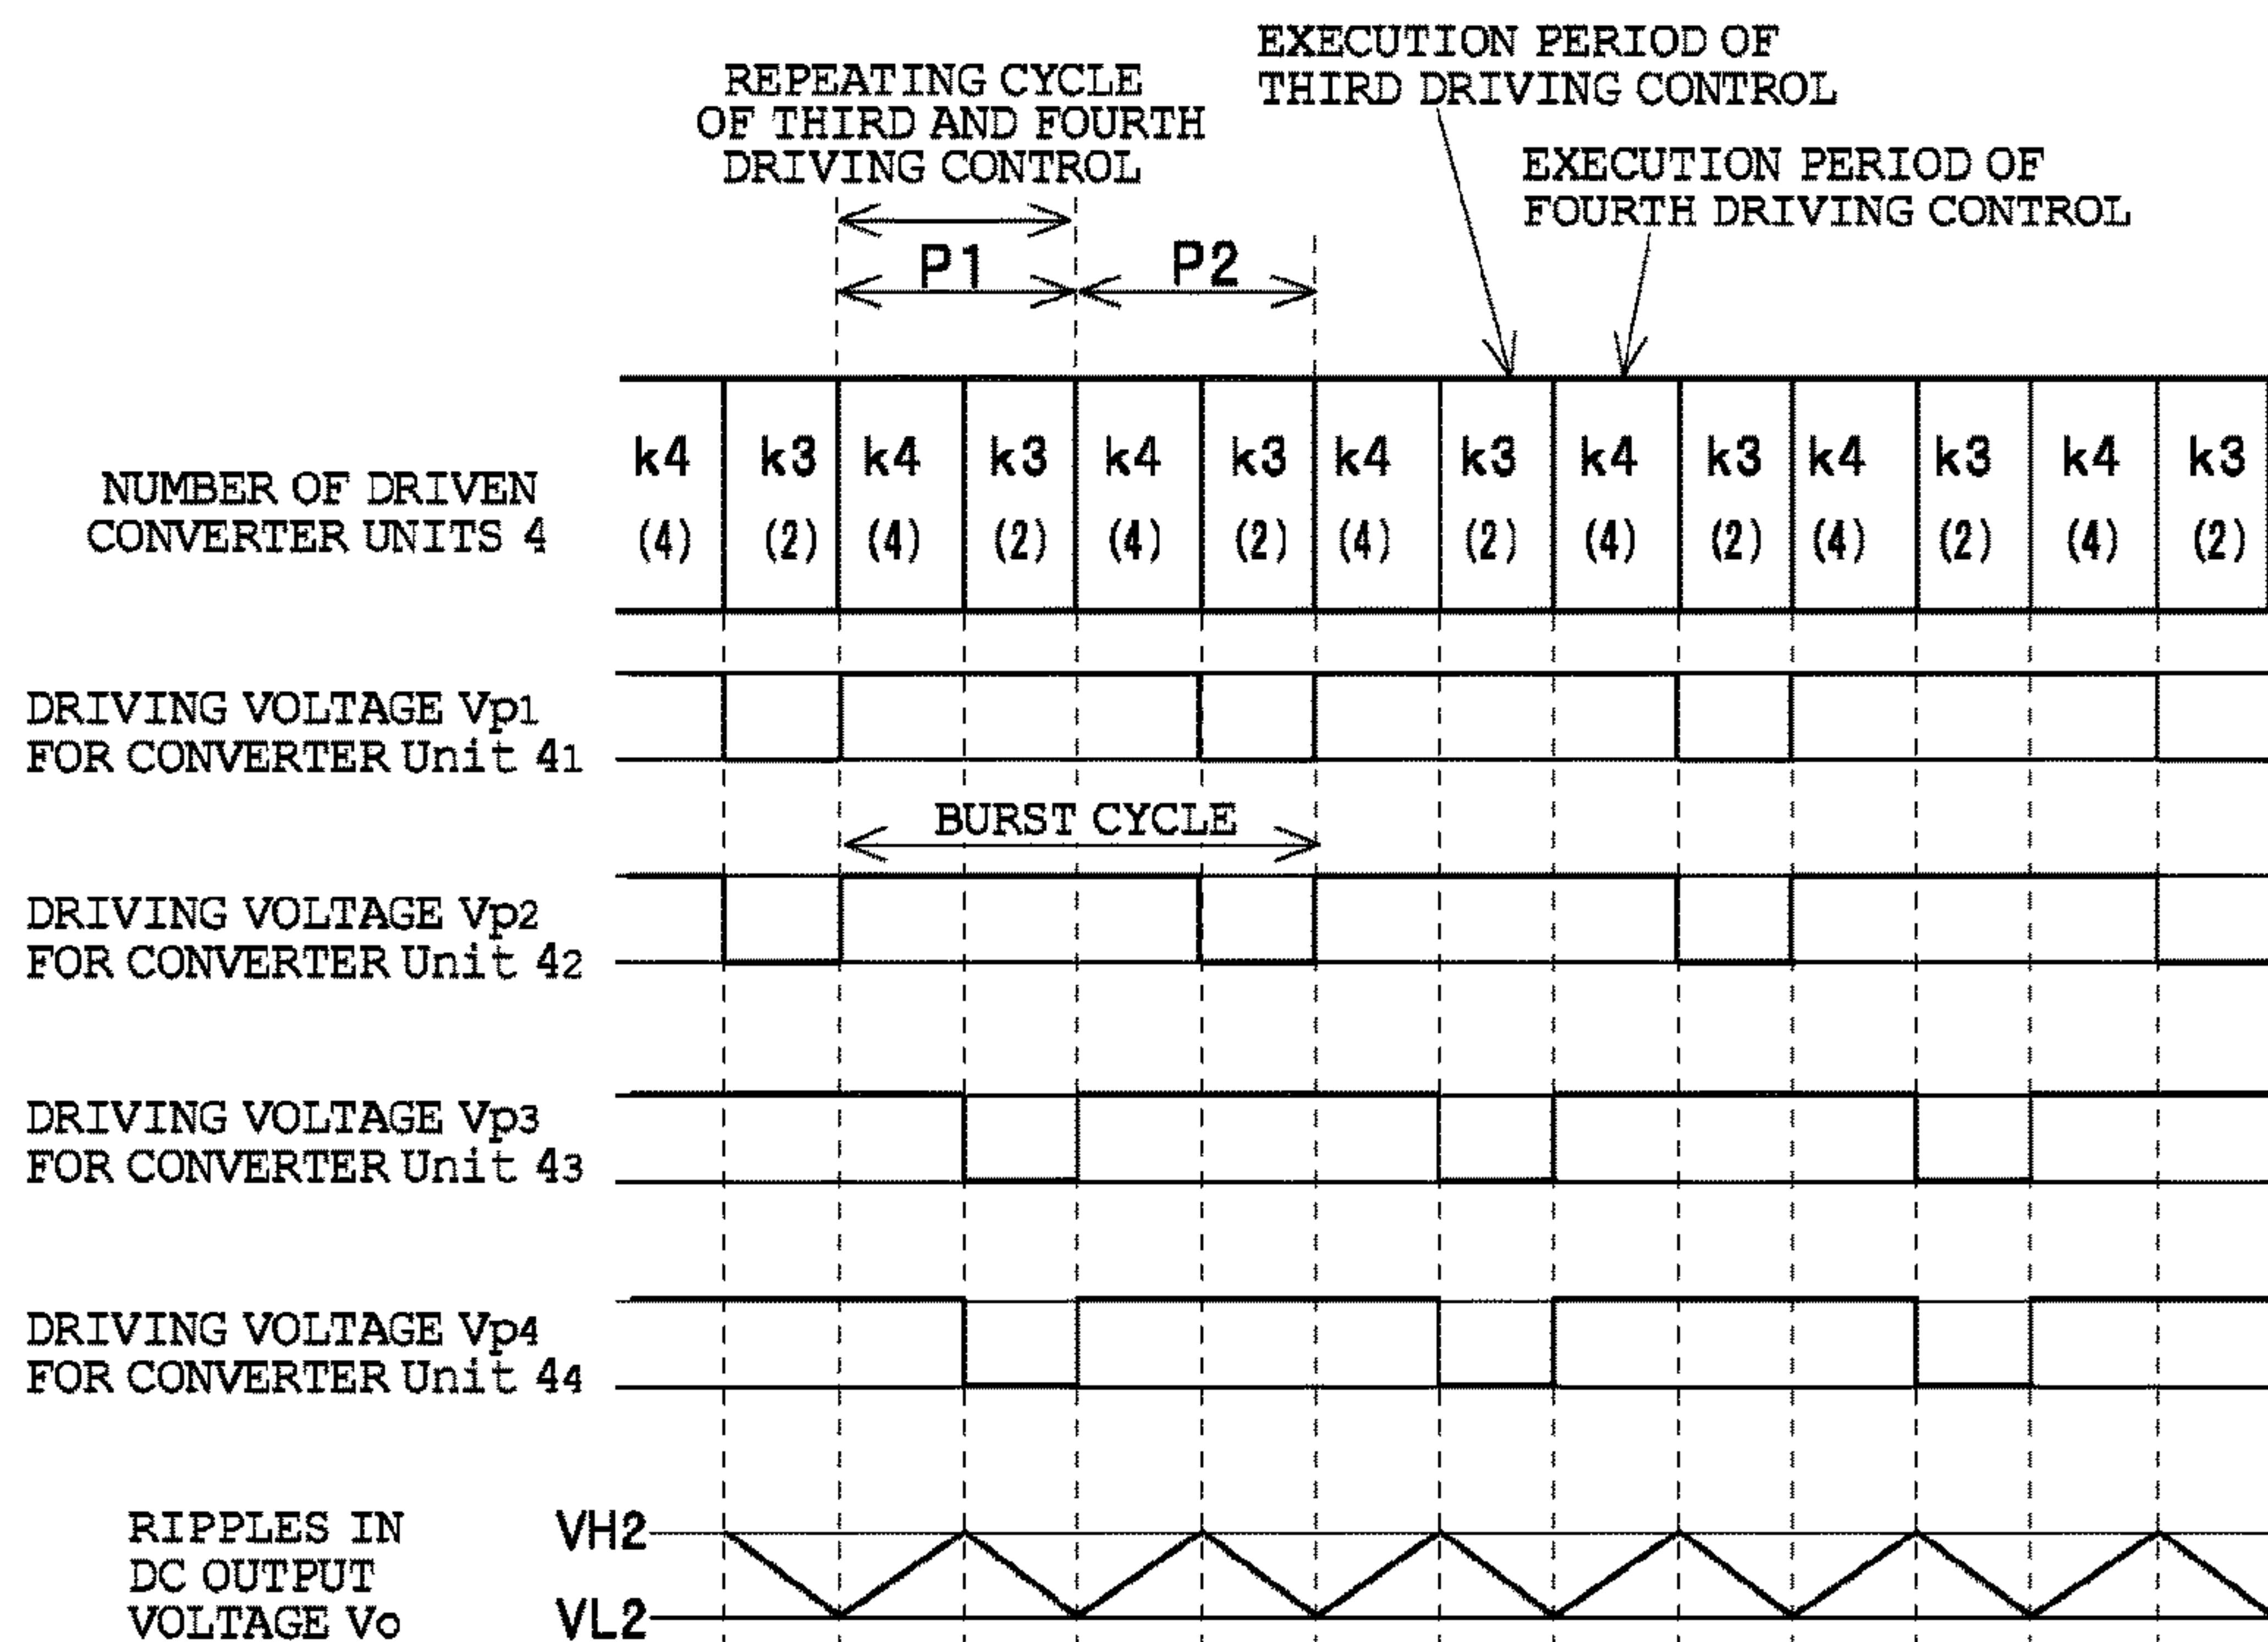 EXECUTION PERIOD OF
THIRD DRIVING CONTROL
REPEATING CYCLE
OF THIRD AND FOURTH
DRIVING CONTROL
EXECUTION PERIOD OF
FOURTH DRIVING CONTROL
P1 P2
NUMBER OF DRIVEN
CONVERTER UNITS 4
k4 k3 k4 k3 k4 k3 k4 k3 k4 k3 k4 k3 k4 k3
(4) (2) (4) (2) (4) (2) (4) (2) (4) (2) (4) (2) (4) (2)
DRIVING VOLTAGE Vp1
FOR CONVERTER Unit 41
BURST CYCLE
DRIVING VOLTAGE Vp2
FOR CONVERTER Unit 42
DRIVING VOLTAGE Vp3
FOR CONVERTER Unit 43
DRIVING VOLTAGE Vp4
FOR CONVERTER Unit 44
RIPPLES IN
DC OUTPUT
VOLTAGE Vo
VH2
VL2